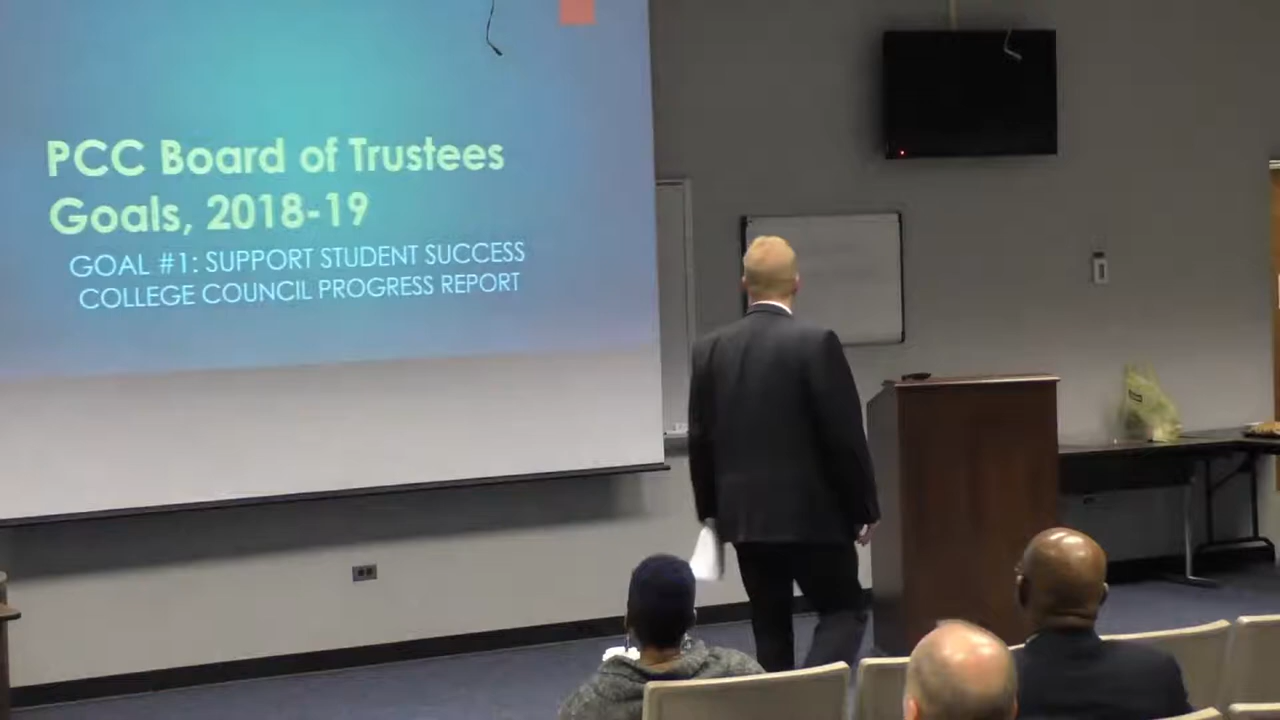 PCC Board of Trustees
Goals, 2018-19
GOAL #1: SUPPORT STUDENT SUCCESS
COLLEGE COUNCIL PROGRESS REPORT